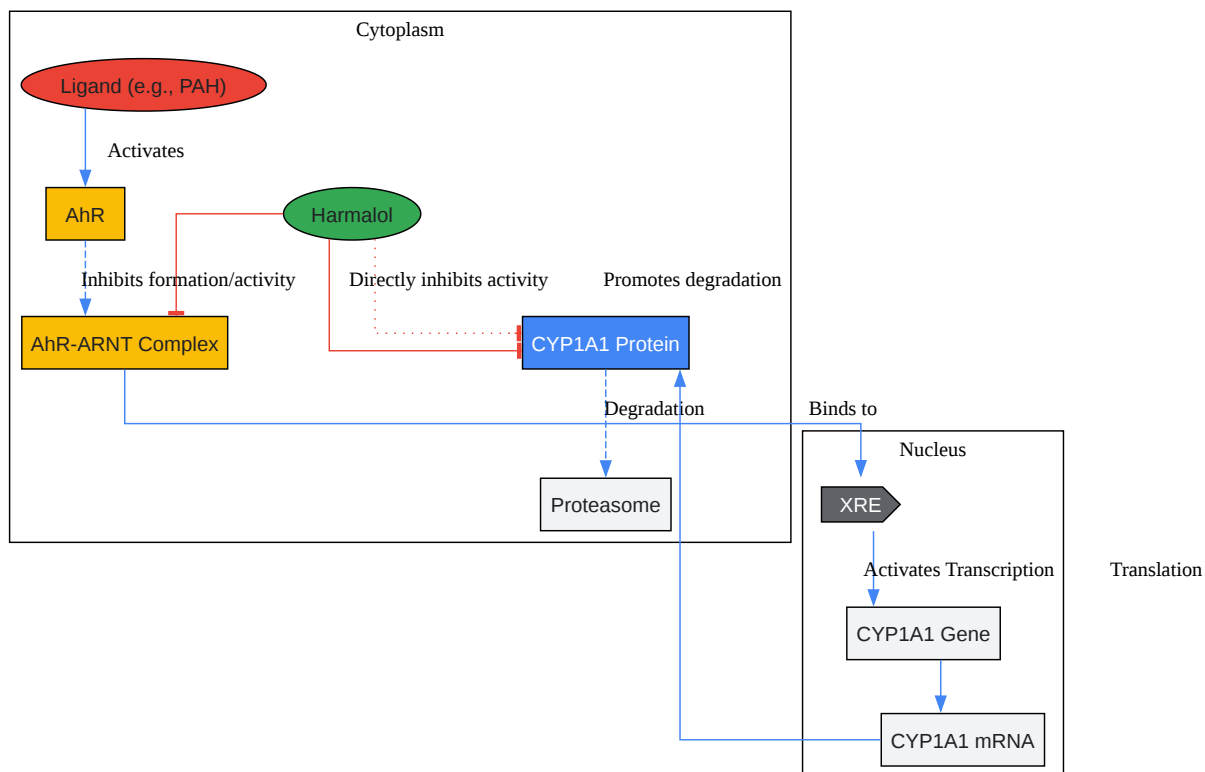 Cytoplasm
Ligand (e.g., PAH)
Activates
AhR
Harmalol
Inhibits formation/activity
Directly inhibits activity
Promotes degradation
AhR-ARNT Complex
CYP1A1 Protein
Degradation
Binds to
Nucleus
Proteasome
XRE
Activates Transcription
Translation
CYP1A1 Gene
CYP1A1 mRNA